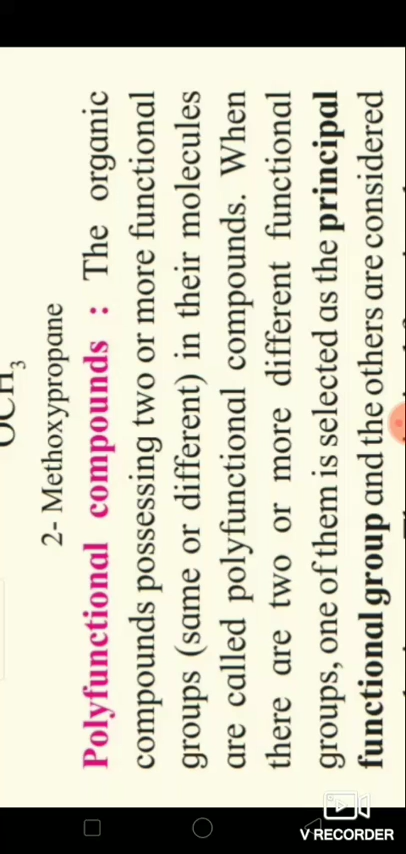 OCH3
2- Methoxypropane
Polyfunctional compounds : The organic
compounds possessing two or more functional
groups (same or different) in their molecules
are called polyfunctional compounds. When
there are two or more different functional
groups, one of them is selected as the principal
functional group and the others are considered
V RECORDER